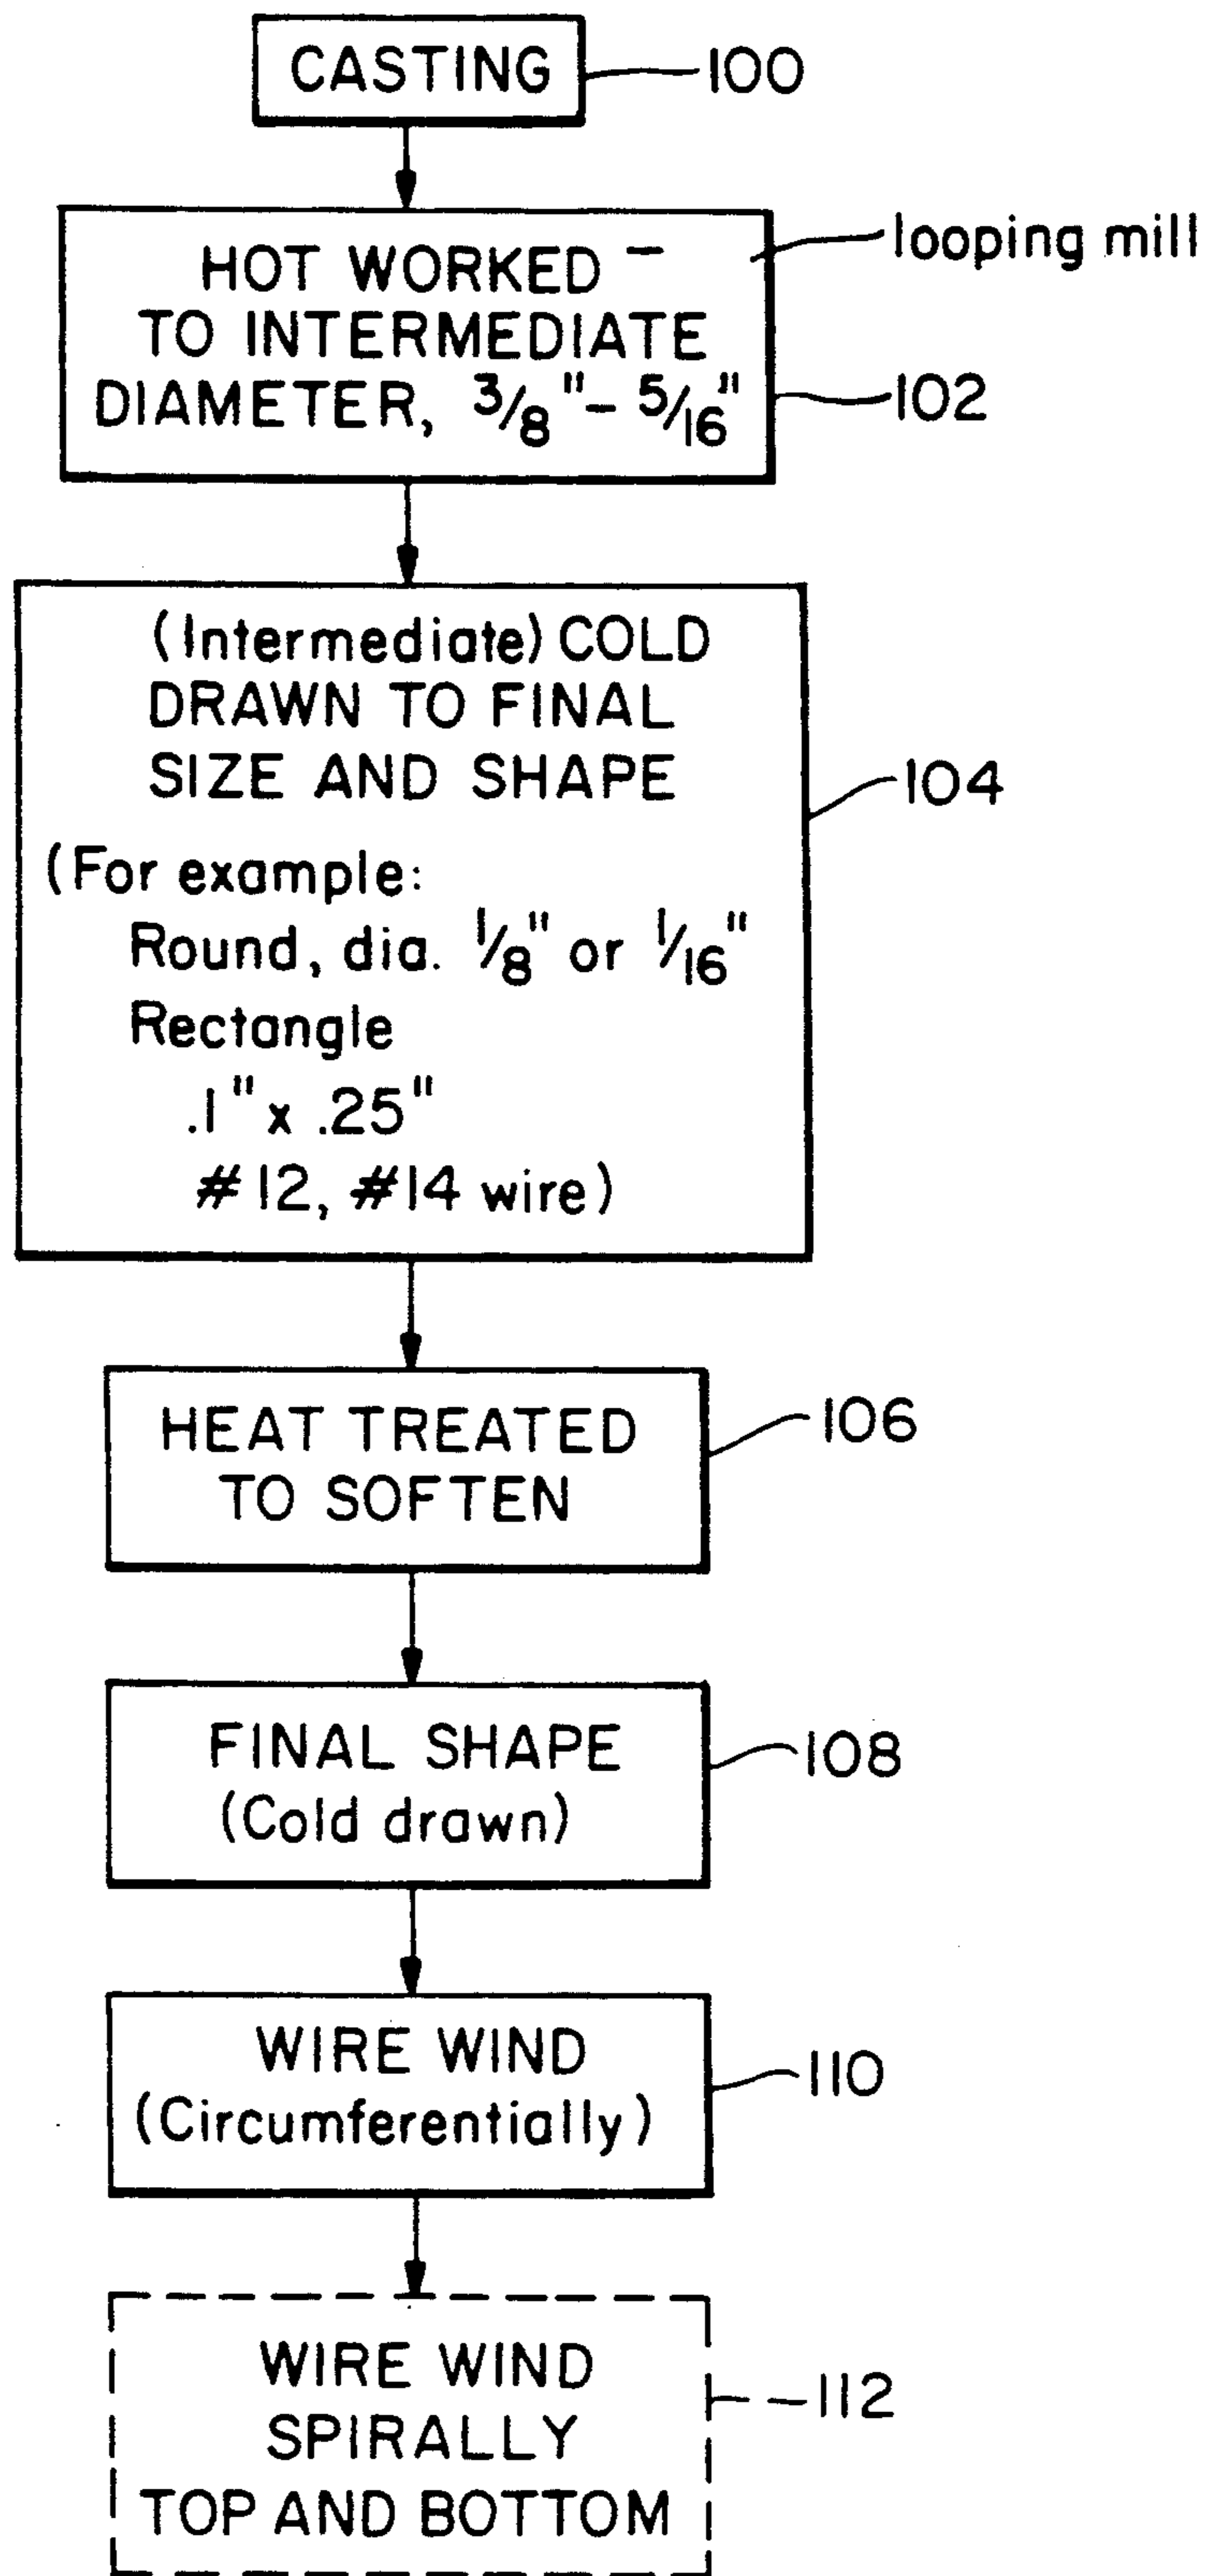 CASTING
100
looping mill
HOT WORKED -
TO INTERMEDIATE
DIAMETER, 3/8" - 5/16"
102
(Intermediate) COLD
DRAWN TO FINAL
SIZE AND SHAPE
104
(For example:
Round, dia. 1/8" or 1/16"
Rectangle
.1" x .25"
#12, #14 wire)
HEAT TREATED
TO SOFTEN
106
FINAL SHAPE
(Cold drawn)
108
WIRE WIND
(Circumferentially)
110
WIRE WIND
SPIRALLY
TOP AND BOTTOM
112